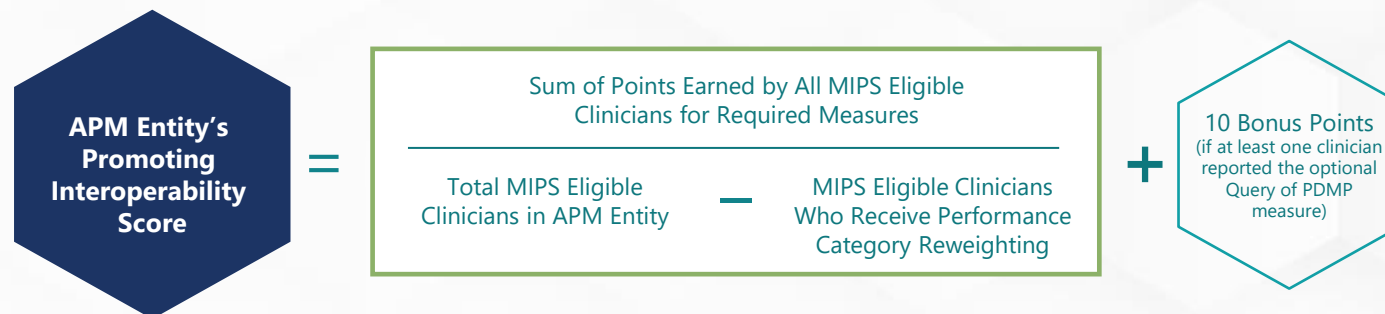 APM Entity’s
Promoting
Interoperability
Score
=
Sum of Points Earned by All MIPS Eligible
Clinicians for Required Measures
Total MIPS Eligible
Clinicians in APM Entity
–
MIPS Eligible Clinicians
Who Receive Performance
Category Reweighting
+
10 Bonus Points
(if at least one clinician
reported the optional
Query of PDMP
measure)